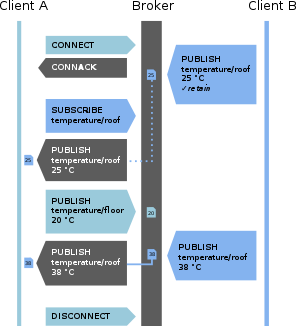 Client A Broker Client B
CONNECT
CONNACK
PUBLISH
temperature/roof
25 °C
✓retain
25
SUBSCRIBE
temperature/roof
PUBLISH
temperature/roof
25 °C
25
PUBLISH
temperature/floor
20 °C
20
PUBLISH
temperature/roof
38 °C
38
38
PUBLISH
temperature/roof
38 °C
DISCONNECT